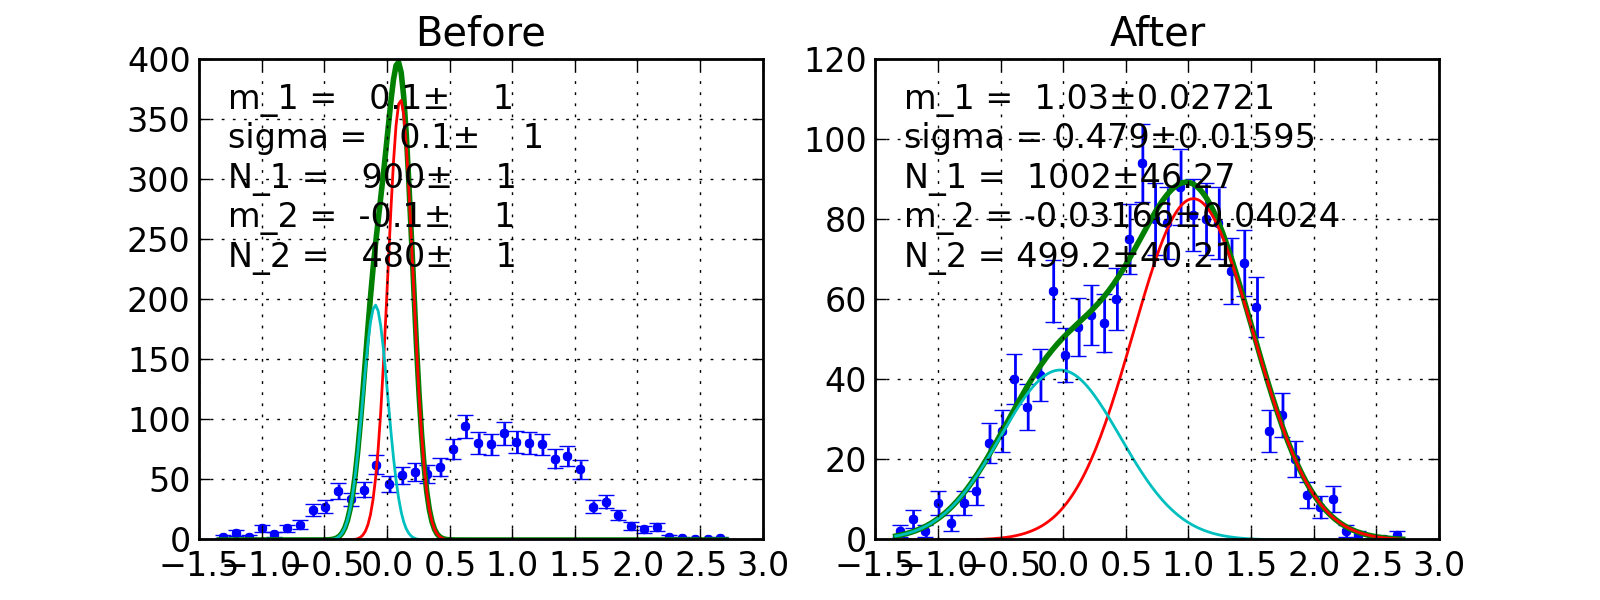 Before
400
350
300
250
200
150
100
50
0
m_1 = 0.1± 1
sigma = 0.1± 1
N_1 = 900± 1
m_2 = -0.1± 1
N_2 = 480± 1
−1.5 −1.0 −0.5 0.0 0.5 1.0 1.5 2.0 2.5 3.0
After
120
100
80
60
40
20
0
m_1 = 1.03±0.02721
sigma = 0.479±0.01595
N_1 = 1002±46.27
m_2 = -0.03166±0.04024
N_2 = 499.2±40.21
−1.5 −1.0 −0.5 0.0 0.5 1.0 1.5 2.0 2.5 3.0